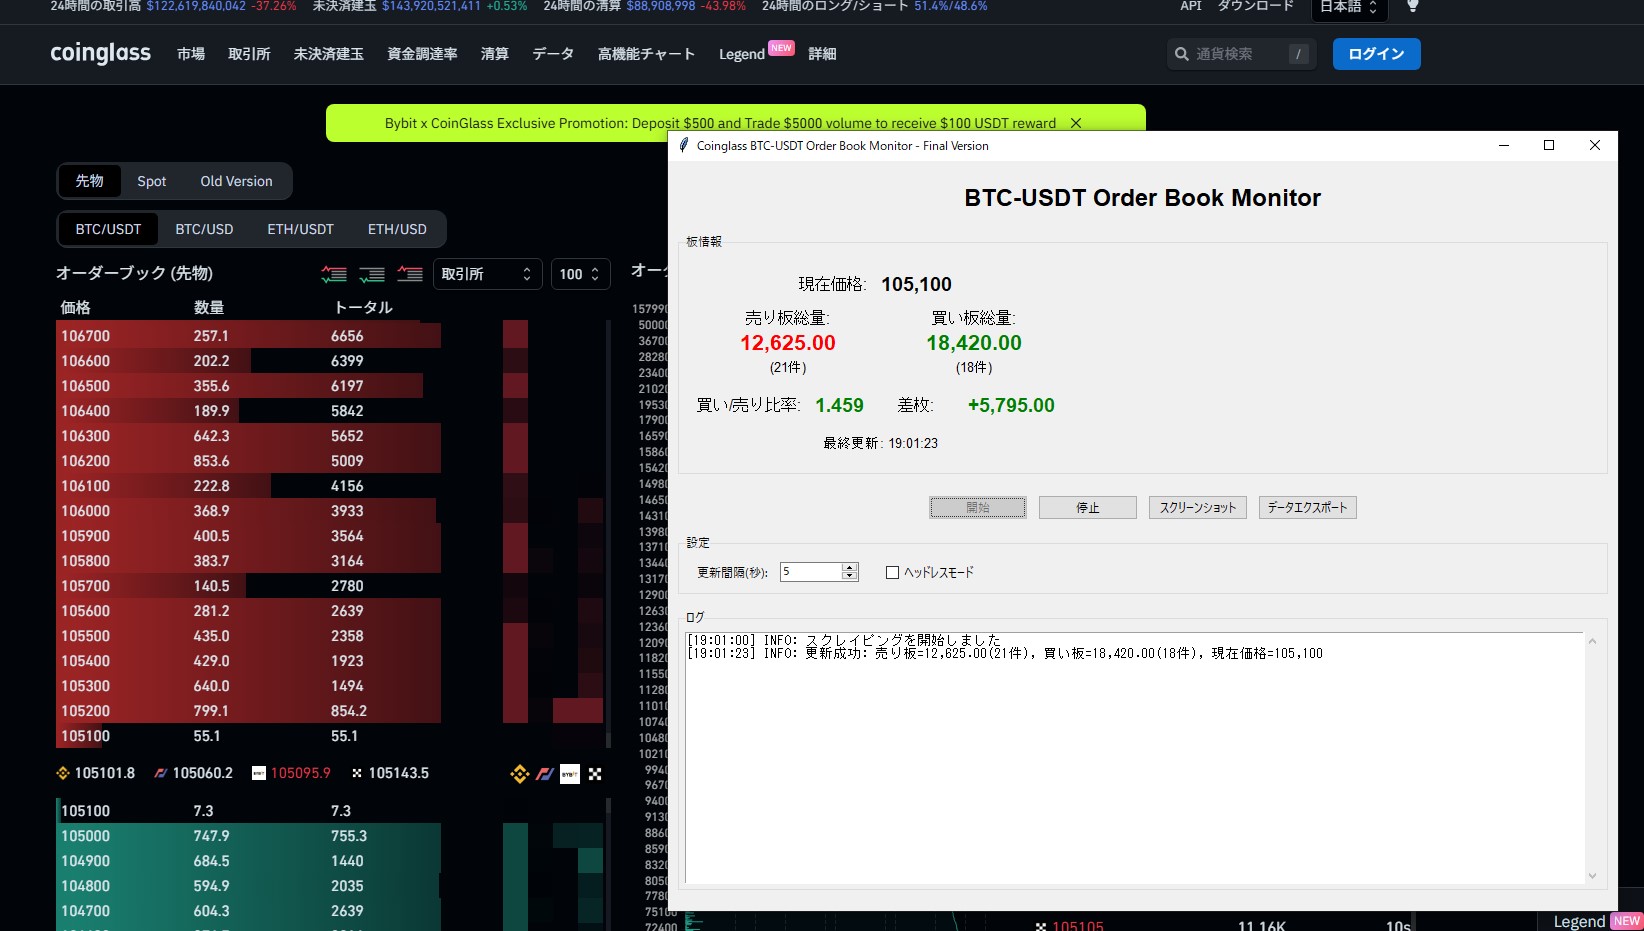 24時間の取引高 $122,619,840,042 -37.26% 未決済建玉 $143,920,521,411 +0.53% 24時間の清算 $88,908,998 -43.98% 24時間のロング/ショート 51.4%/48.6% API ダウンロード 日本語
coinglass 市場 取引所 未決済建玉 資金調達率 清算 データ 高機能チャート Legend NEW 詳細 通貨検索 / ログイン
Bybit x CoinGlass Exclusive Promotion: Deposit $500 and Trade $5000 volume to receive $100 USDT reward
先物 Spot Old Version
BTC/USDT BTC/USD ETH/USDT ETH/USD
オーダーブック (先物) 取引所 100
価格 数量 トータル
106700 257.1 6656
106600 202.2 6399
106500 355.6 6197
106400 189.9 5842
106300 642.3 5652
106200 853.6 5009
106100 222.8 4156
106000 368.9 3933
105900 400.5 3564
105800 383.7 3164
105700 140.5 2780
105600 281.2 2639
105500 435.0 2358
105400 429.0 1923
105300 640.0 1494
105200 799.1 854.2
105100 55.1 55.1
105101.8 105060.2 BYBIT 105095.9 105143.5 BYBIT
105100 7.3 7.3
105000 747.9 755.3
104900 684.5 1440
104800 594.9 2035
104700 604.3 2639
Coinglass BTC-USDT Order Book Monitor - Final Version
BTC-USDT Order Book Monitor
板情報
現在価格: 105,100
売り板総量: 買い板総量:
12,625.00 18,420.00
(21件) (18件)
買い/売り比率: 1.459 差枚: +5,795.00
最終更新: 19:01:23
開始 停止 スクリーンショット データエクスポート
設定
更新間隔(秒): 5 ヘッドレスモード
ログ
[19:01:00] INFO: スクレイピングを開始しました
[19:01:23] INFO: 更新成功: 売り板=12,625.00(21件), 買い板=18,420.00(18件), 現在価格=105,100
105105 11.16K 10s
Legend NEW